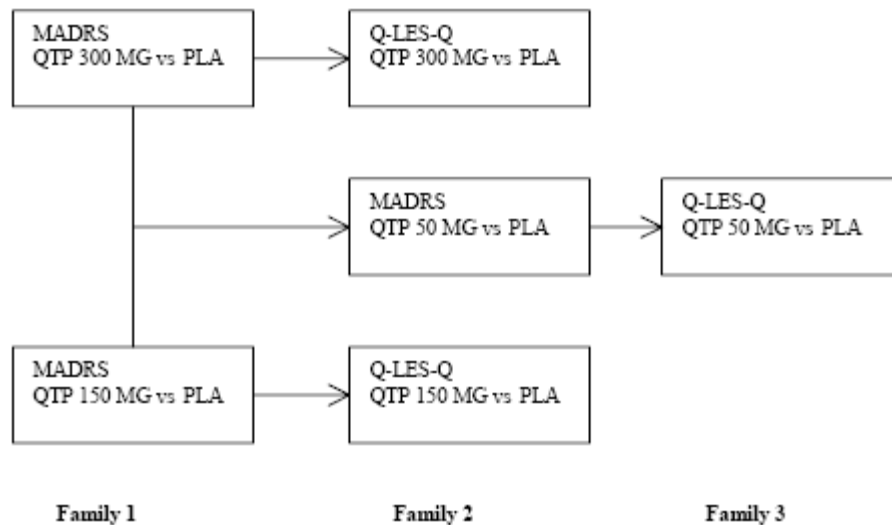 MADRS
QTP 300 MG vs PLA
Q-LES-Q
QTP 300 MG vs PLA
MADRS
QTP 50 MG vs PLA
Q-LES-Q
QTP 50 MG vs PLA
MADRS
QTP 150 MG vs PLA
Q-LES-Q
QTP 150 MG vs PLA
Family 1
Family 2
Family 3